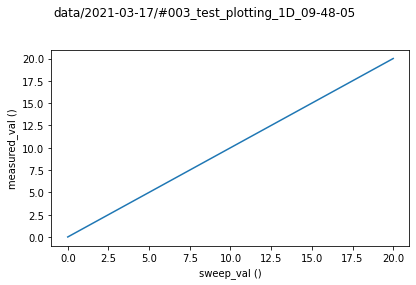 data/2021-03-17/#003_test_plotting_1D_09-48-05
20.0
17.5
15.0
12.5
10.0
7.5
5.0
2.5
0.0
measured_val ()
0.0 2.5 5.0 7.5 10.0 12.5 15.0 17.5 20.0
sweep_val ()